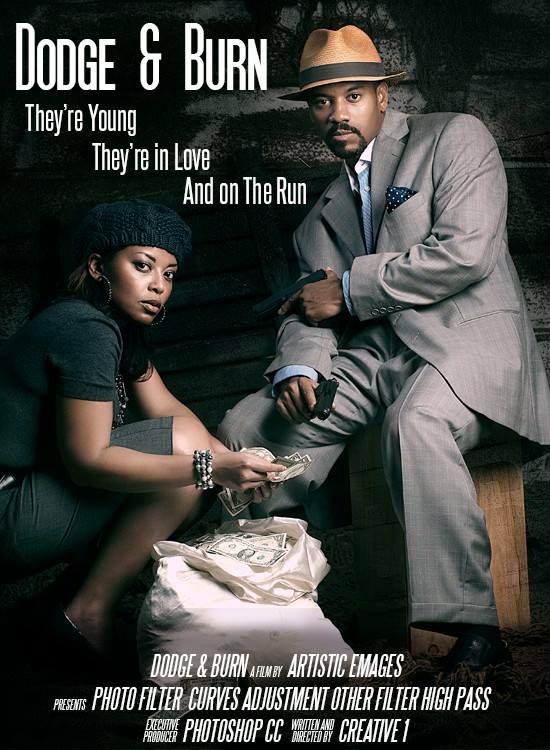 DODGE & BURN
They're Young
They're in Love
And on The Run
DODGE & BURN A FILM BY ARTISTIC EMAGES
PRESENTS PHOTO FILTER CURVES ADJUSTMENT OTHER FILTER HIGH PASS
EXECUTIVE PRODUCER PHOTOSHOP CC WRITTEN AND DIRECTED BY CREATIVE 1